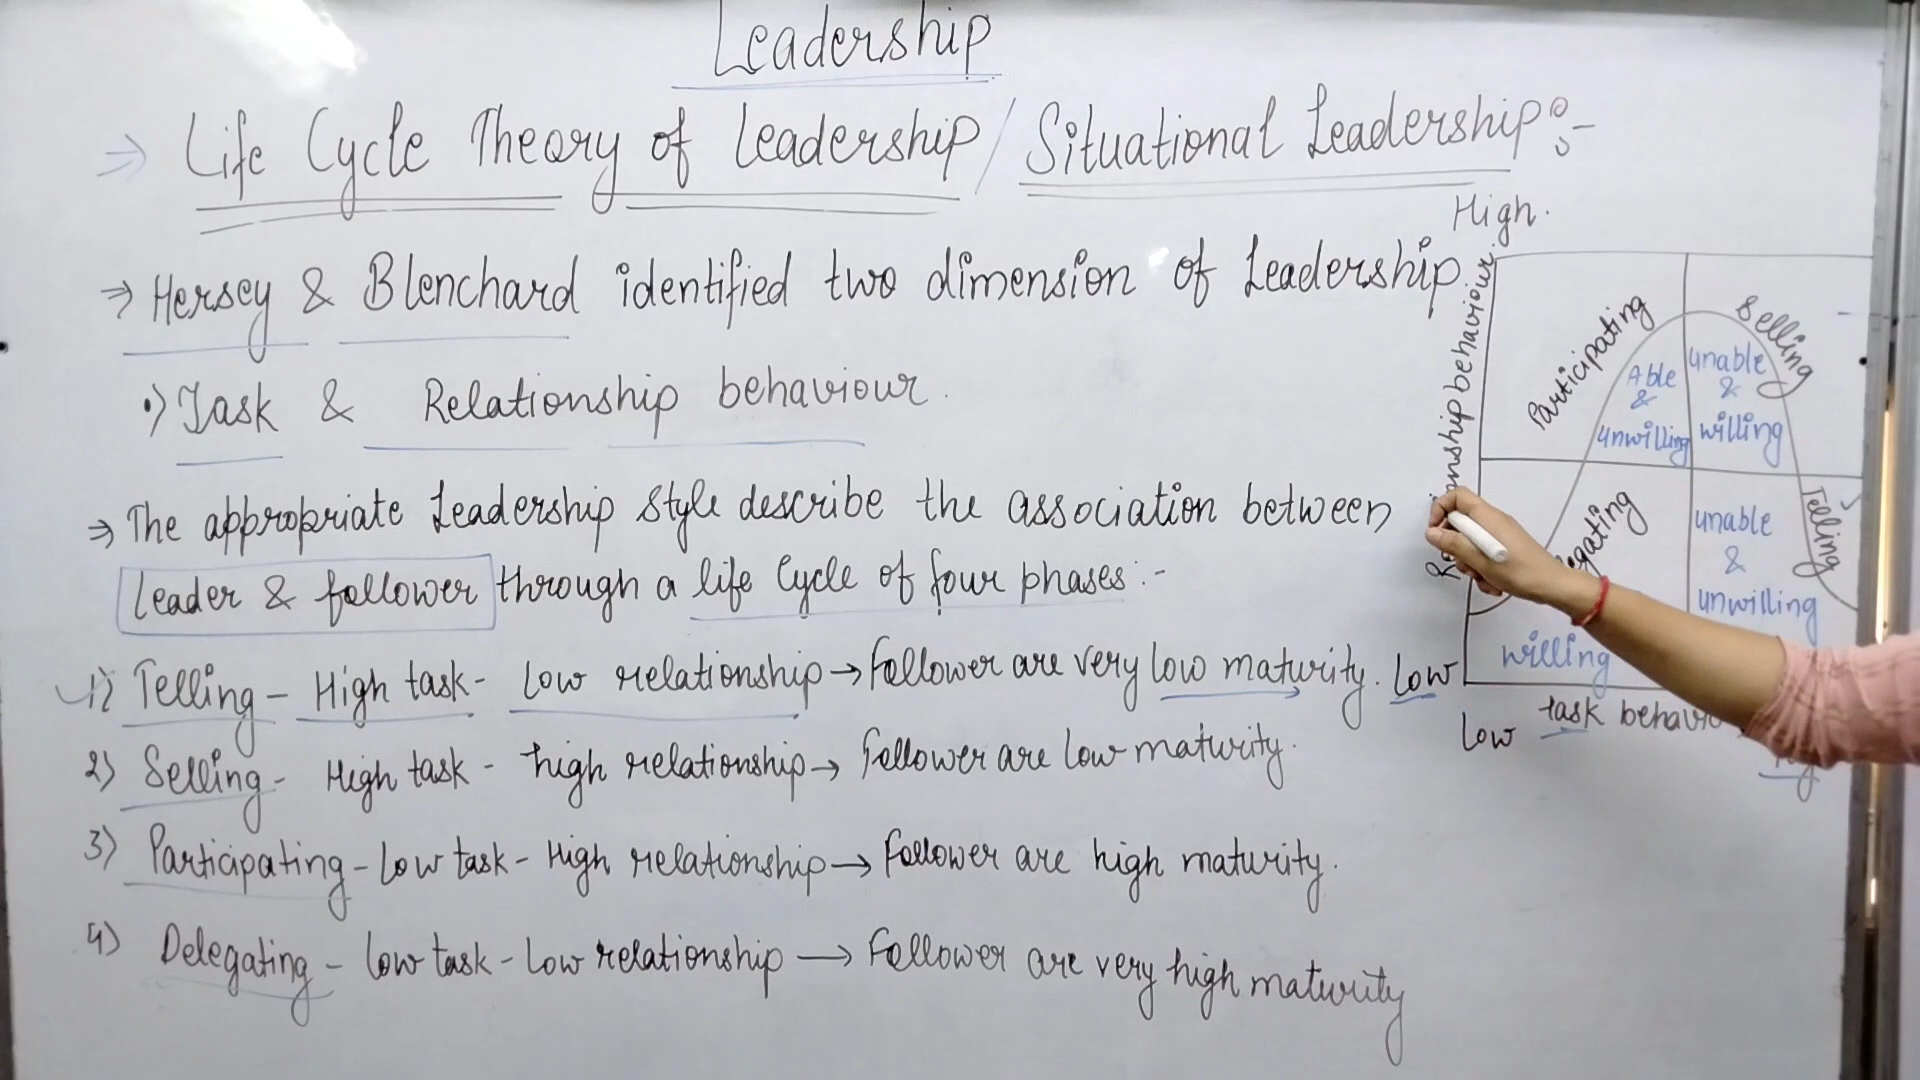 Leadership
⇒ Life Cycle Theory of Leadership / Situational Leadership :-
⇒ Hersey & Blenchard identified two dimension of Leadership
•) Task & Relationship behaviour.
⇒ The appropriate Leadership style describe the association between
Leader & follower through a life Cycle of four phases :-
1) Telling - High task - Low relationship → Follower are very low maturity.
2) Selling - High task - high relationship → Follower are low maturity.
3) Participating - Low task - High relationship → Follower are high maturity.
4) Delegating - low task - Low relationship → Follower are very high maturity
High.
behaviour
Participating
Selling
Able
&
unwilling
unable
&
willing
Telling
unable
&
unwilling
willing
Low
Low
task